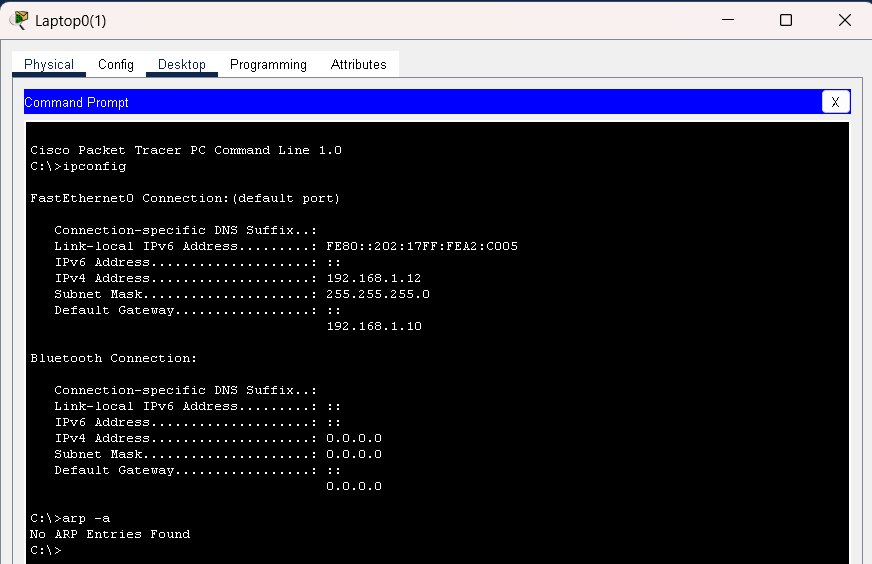 Laptop0(1)
Physical Config Desktop Programming Attributes
Command Prompt X
Cisco Packet Tracer PC Command Line 1.0
C:\>ipconfig
FastEthernet0 Connection:(default port)
Connection-specific DNS Suffix..:
Link-local IPv6 Address.........: FE80::202:17FF:FEA2:C005
IPv6 Address....................: ::
IPv4 Address....................: 192.168.1.12
Subnet Mask.....................: 255.255.255.0
Default Gateway.................: ::
192.168.1.10
Bluetooth Connection:
Connection-specific DNS Suffix..:
Link-local IPv6 Address.........: ::
IPv6 Address....................: ::
IPv4 Address....................: 0.0.0.0
Subnet Mask.....................: 0.0.0.0
Default Gateway.................: ::
0.0.0.0
C:\>arp -a
No ARP Entries Found
C:\>